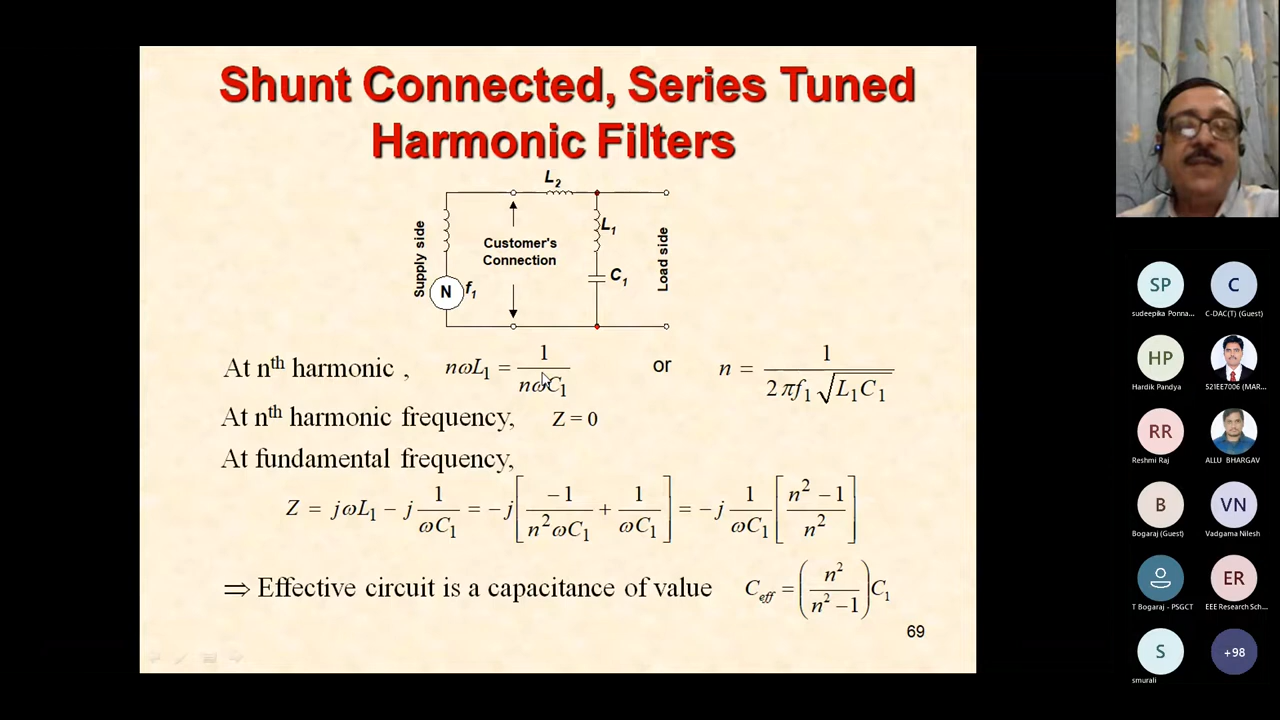 Shunt Connected, Series Tuned
Harmonic Filters
L₂
Supply side
Customer's
Connection
L₁
C₁
Load side
N f₁
At nᵗʰ harmonic , nωL₁ = 1/(nωC₁) or n = 1/(2πf₁√(L₁C₁))
At nᵗʰ harmonic frequency, Z = 0
At fundamental frequency,
Z = jωL₁ − j 1/(ωC₁) = −j[−1/(n²ωC₁) + 1/(ωC₁)] = −j 1/(ωC₁) [(n² −1)/n²]
⇒ Effective circuit is a capacitance of value C_eff = (n²/(n² −1))C₁
69
SP
sudeepika Ponna...
C
C-DAC(T) (Guest)
HP
Hardik Pandya
521EE7006 (MAR...
RR
Reshmi Raj
ALLU BHARGAV
B
Bogaraj (Guest)
VN
Vadgama Nilesh
T Bogaraj - PSGCT
ER
EEE Research Sch...
S
smurali
+98